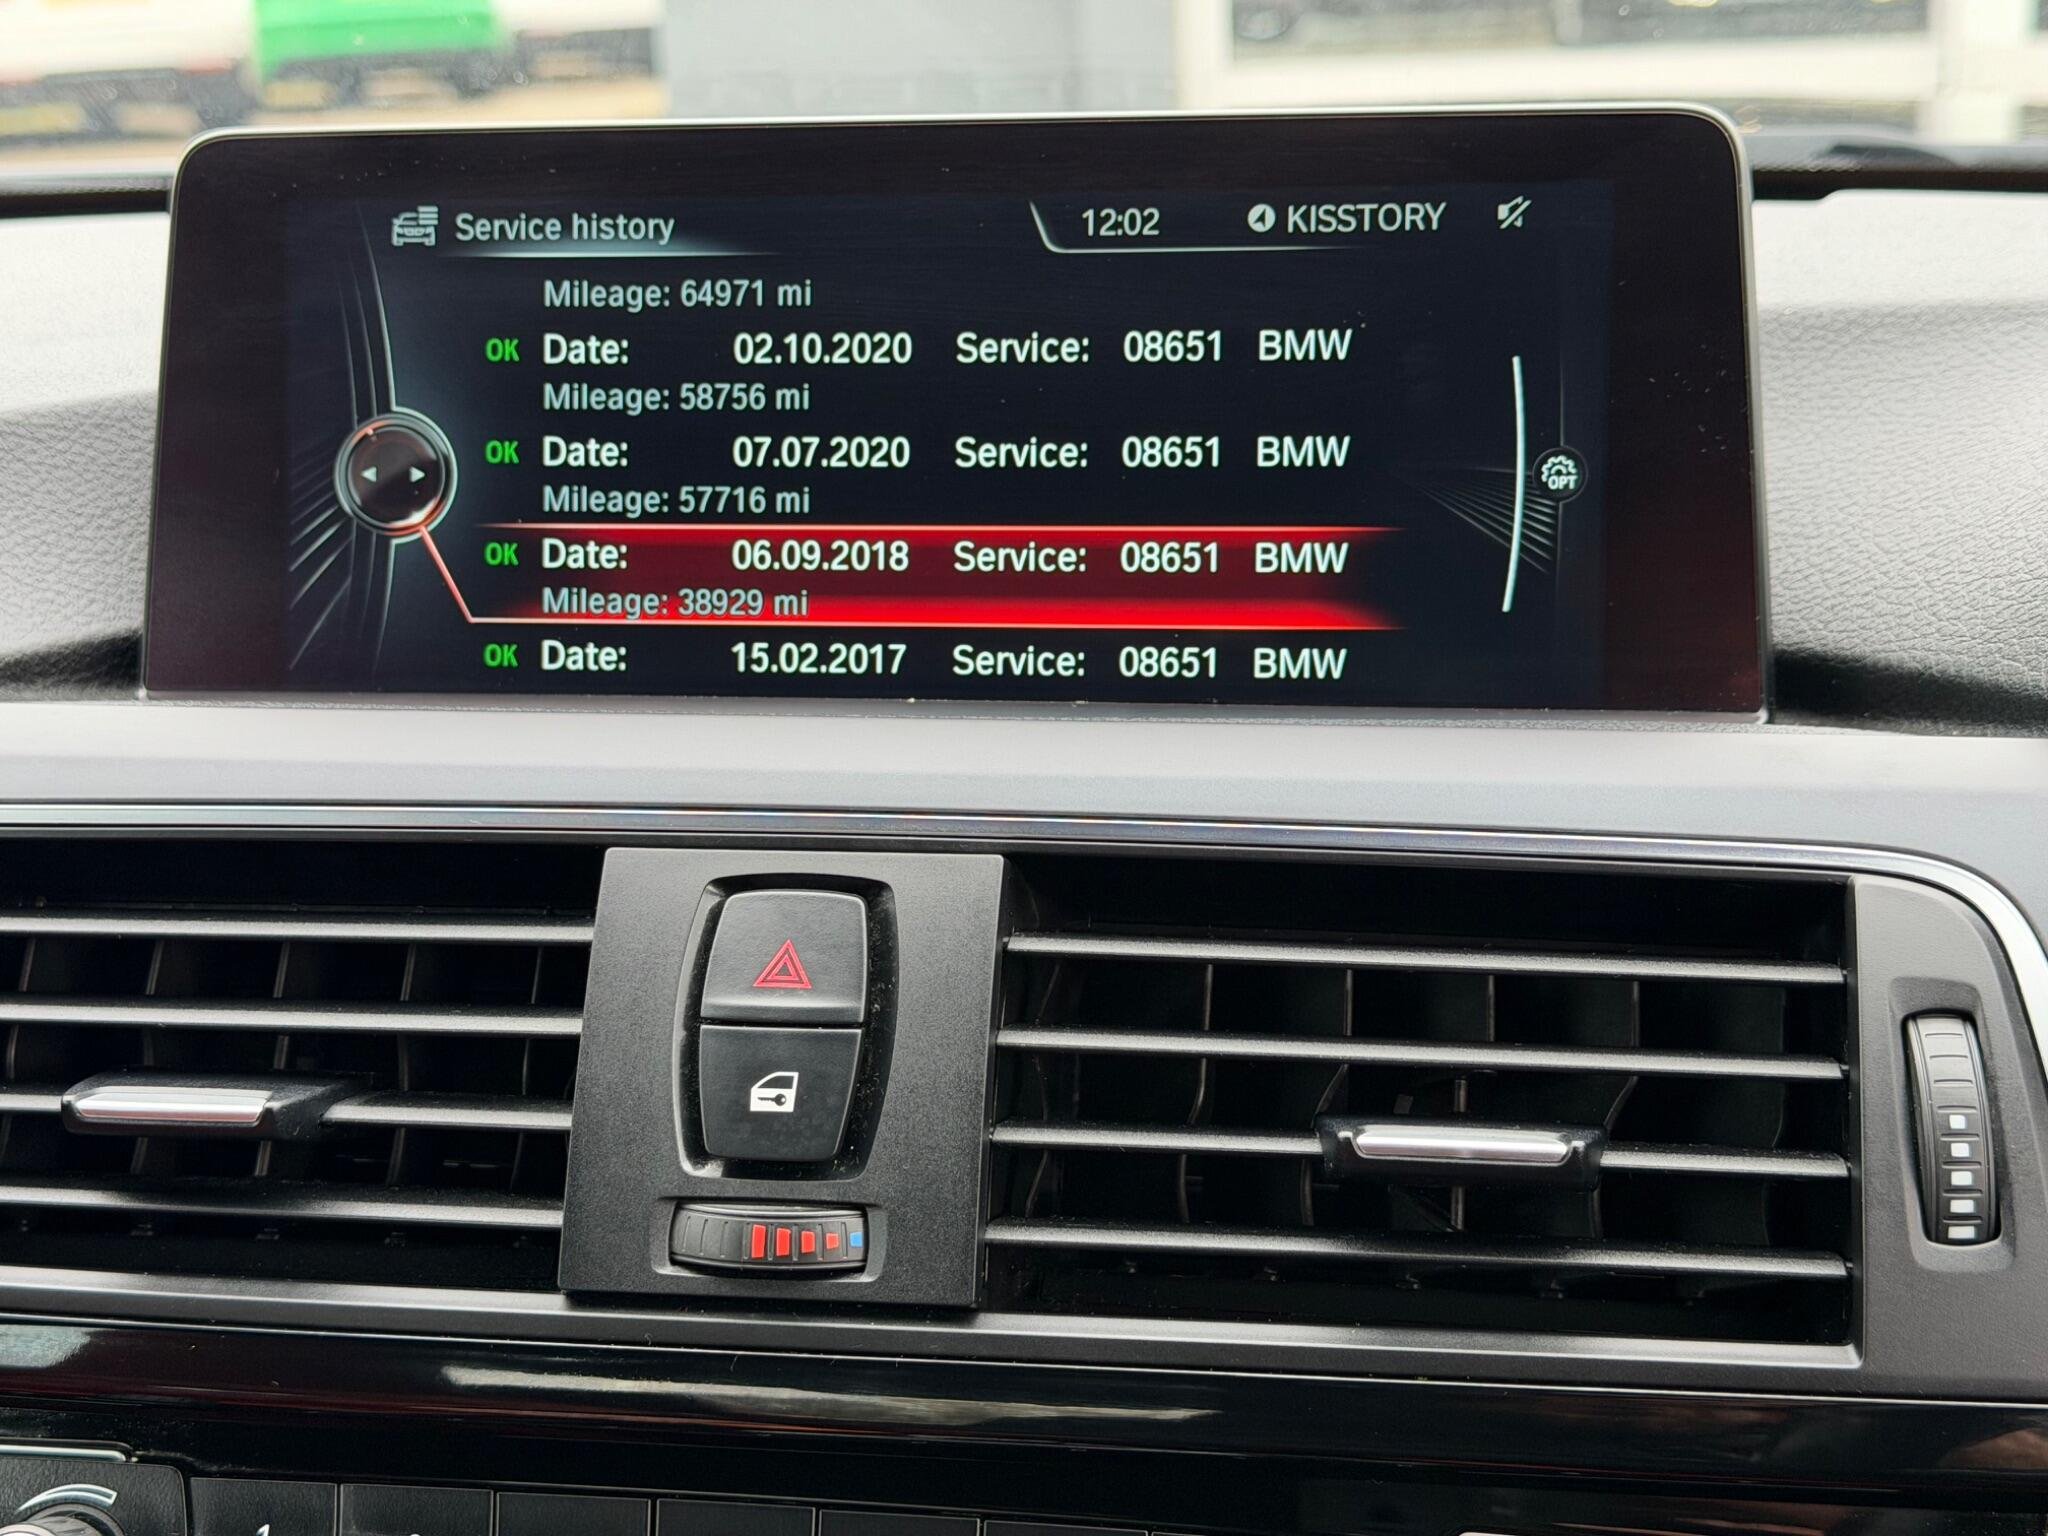 Service history 12:02 KISSTORY
Mileage: 64971 mi
OK Date: 02.10.2020 Service: 08651 BMW
Mileage: 58756 mi
OK Date: 07.07.2020 Service: 08651 BMW
Mileage: 57716 mi
OK Date: 06.09.2018 Service: 08651 BMW
Mileage: 38929 mi
OK Date: 15.02.2017 Service: 08651 BMW
OPT